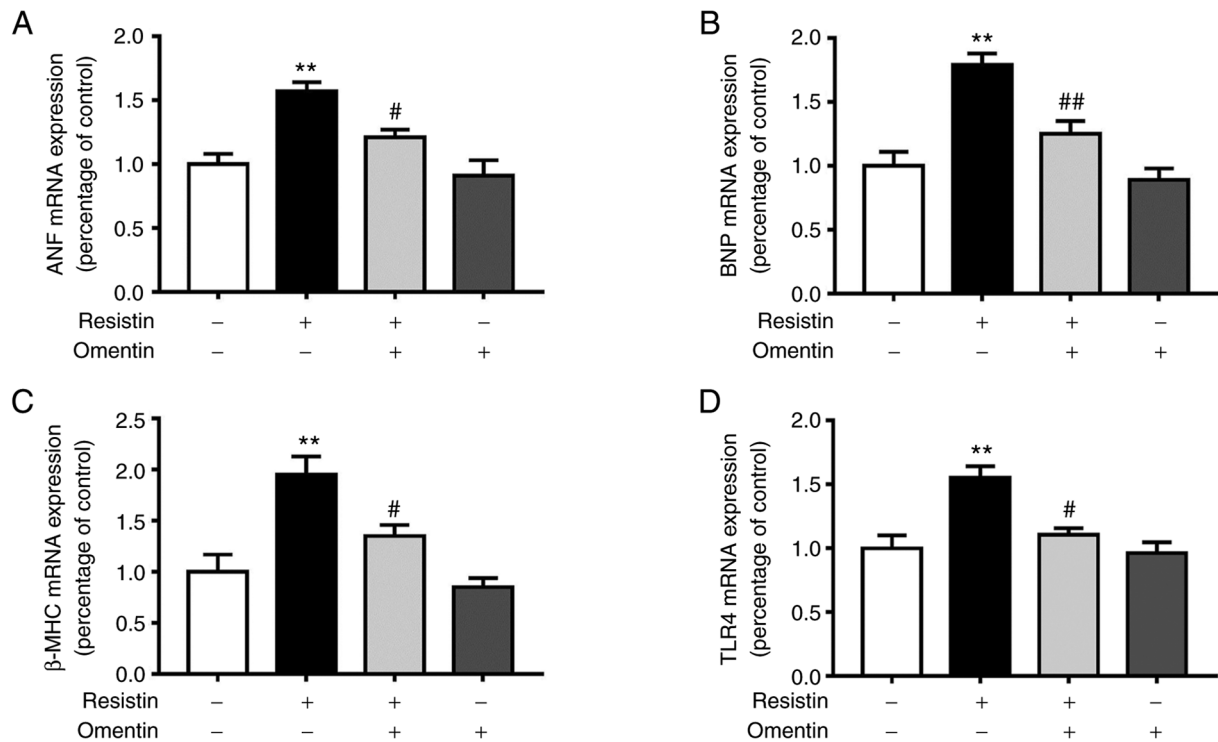 A
ANF mRNA expression
(percentage of control)
2.0
1.5
1.0
0.5
0.0
**
#
Resistin – + + –
Omentin – – + +
B
BNP mRNA expression
(percentage of control)
2.0
1.5
1.0
0.5
0.0
**
##
Resistin – + + –
Omentin – – + +
C
β-MHC mRNA expression
(percentage of control)
2.5
2.0
1.5
1.0
0.5
0.0
**
#
Resistin – + + –
Omentin – – + +
D
TLR4 mRNA expression
(percentage of control)
2.0
1.5
1.0
0.5
0.0
**
#
Resistin – + + –
Omentin – – + +